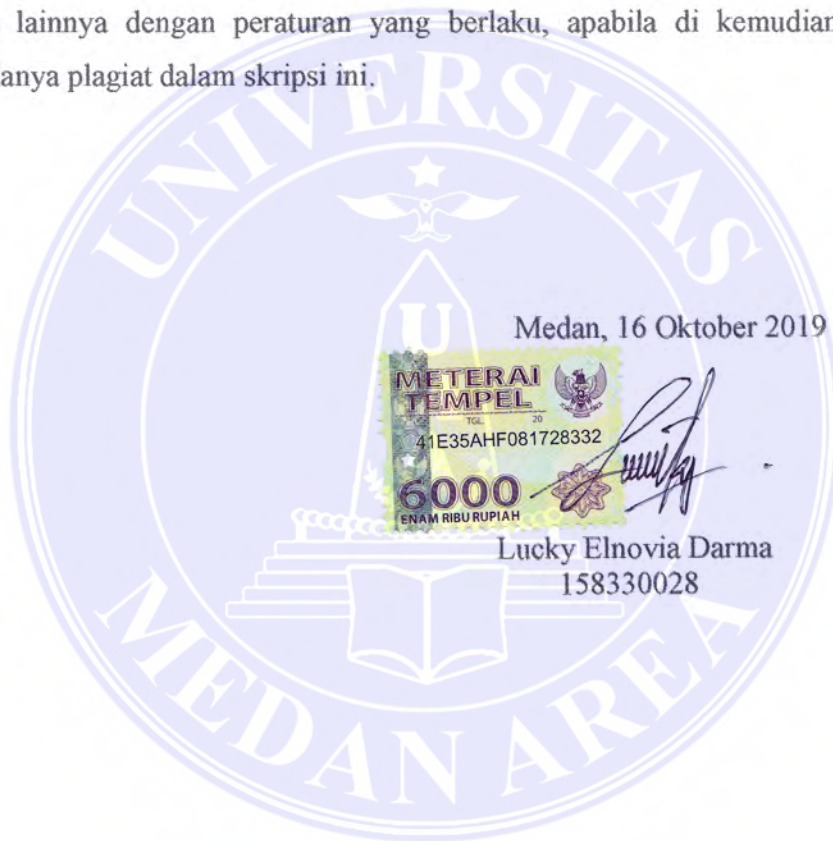 lainnya dengan peraturan yang berlaku, apabila di kemudian
anya plagiat dalam skripsi ini.
UNIVERSITAS
U
Medan, 16 Oktober 2019
METERAI
TEMPEL
TGL. 20
41E35AHF081728332
6000
ENAM RIBU RUPIAH
Lucky Elnovia Darma
158330028
MEDAN AREA